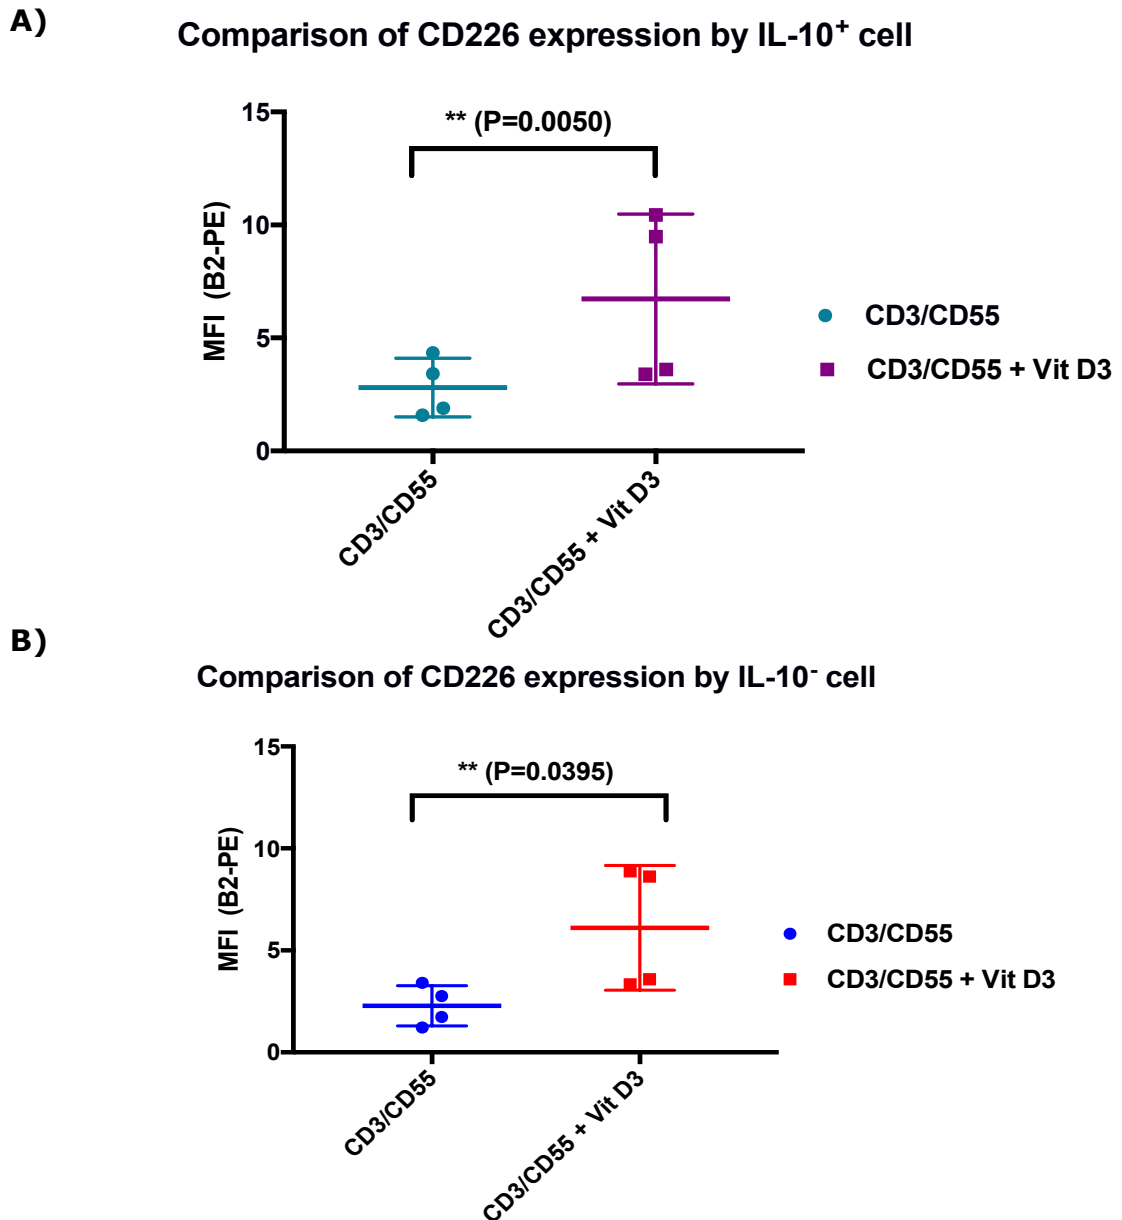 A)
Comparison of CD226 expression by IL-10⁺ cell
** (P=0.0050)
15
10
5
0
MFI (B2-PE)
CD3/CD55
CD3/CD55 + Vit D3
CD3/CD55
CD3/CD55 + Vit D3
B)
Comparison of CD226 expression by IL-10⁻ cell
** (P=0.0395)
15
10
5
0
MFI (B2-PE)
CD3/CD55
CD3/CD55 + Vit D3
CD3/CD55
CD3/CD55 + Vit D3